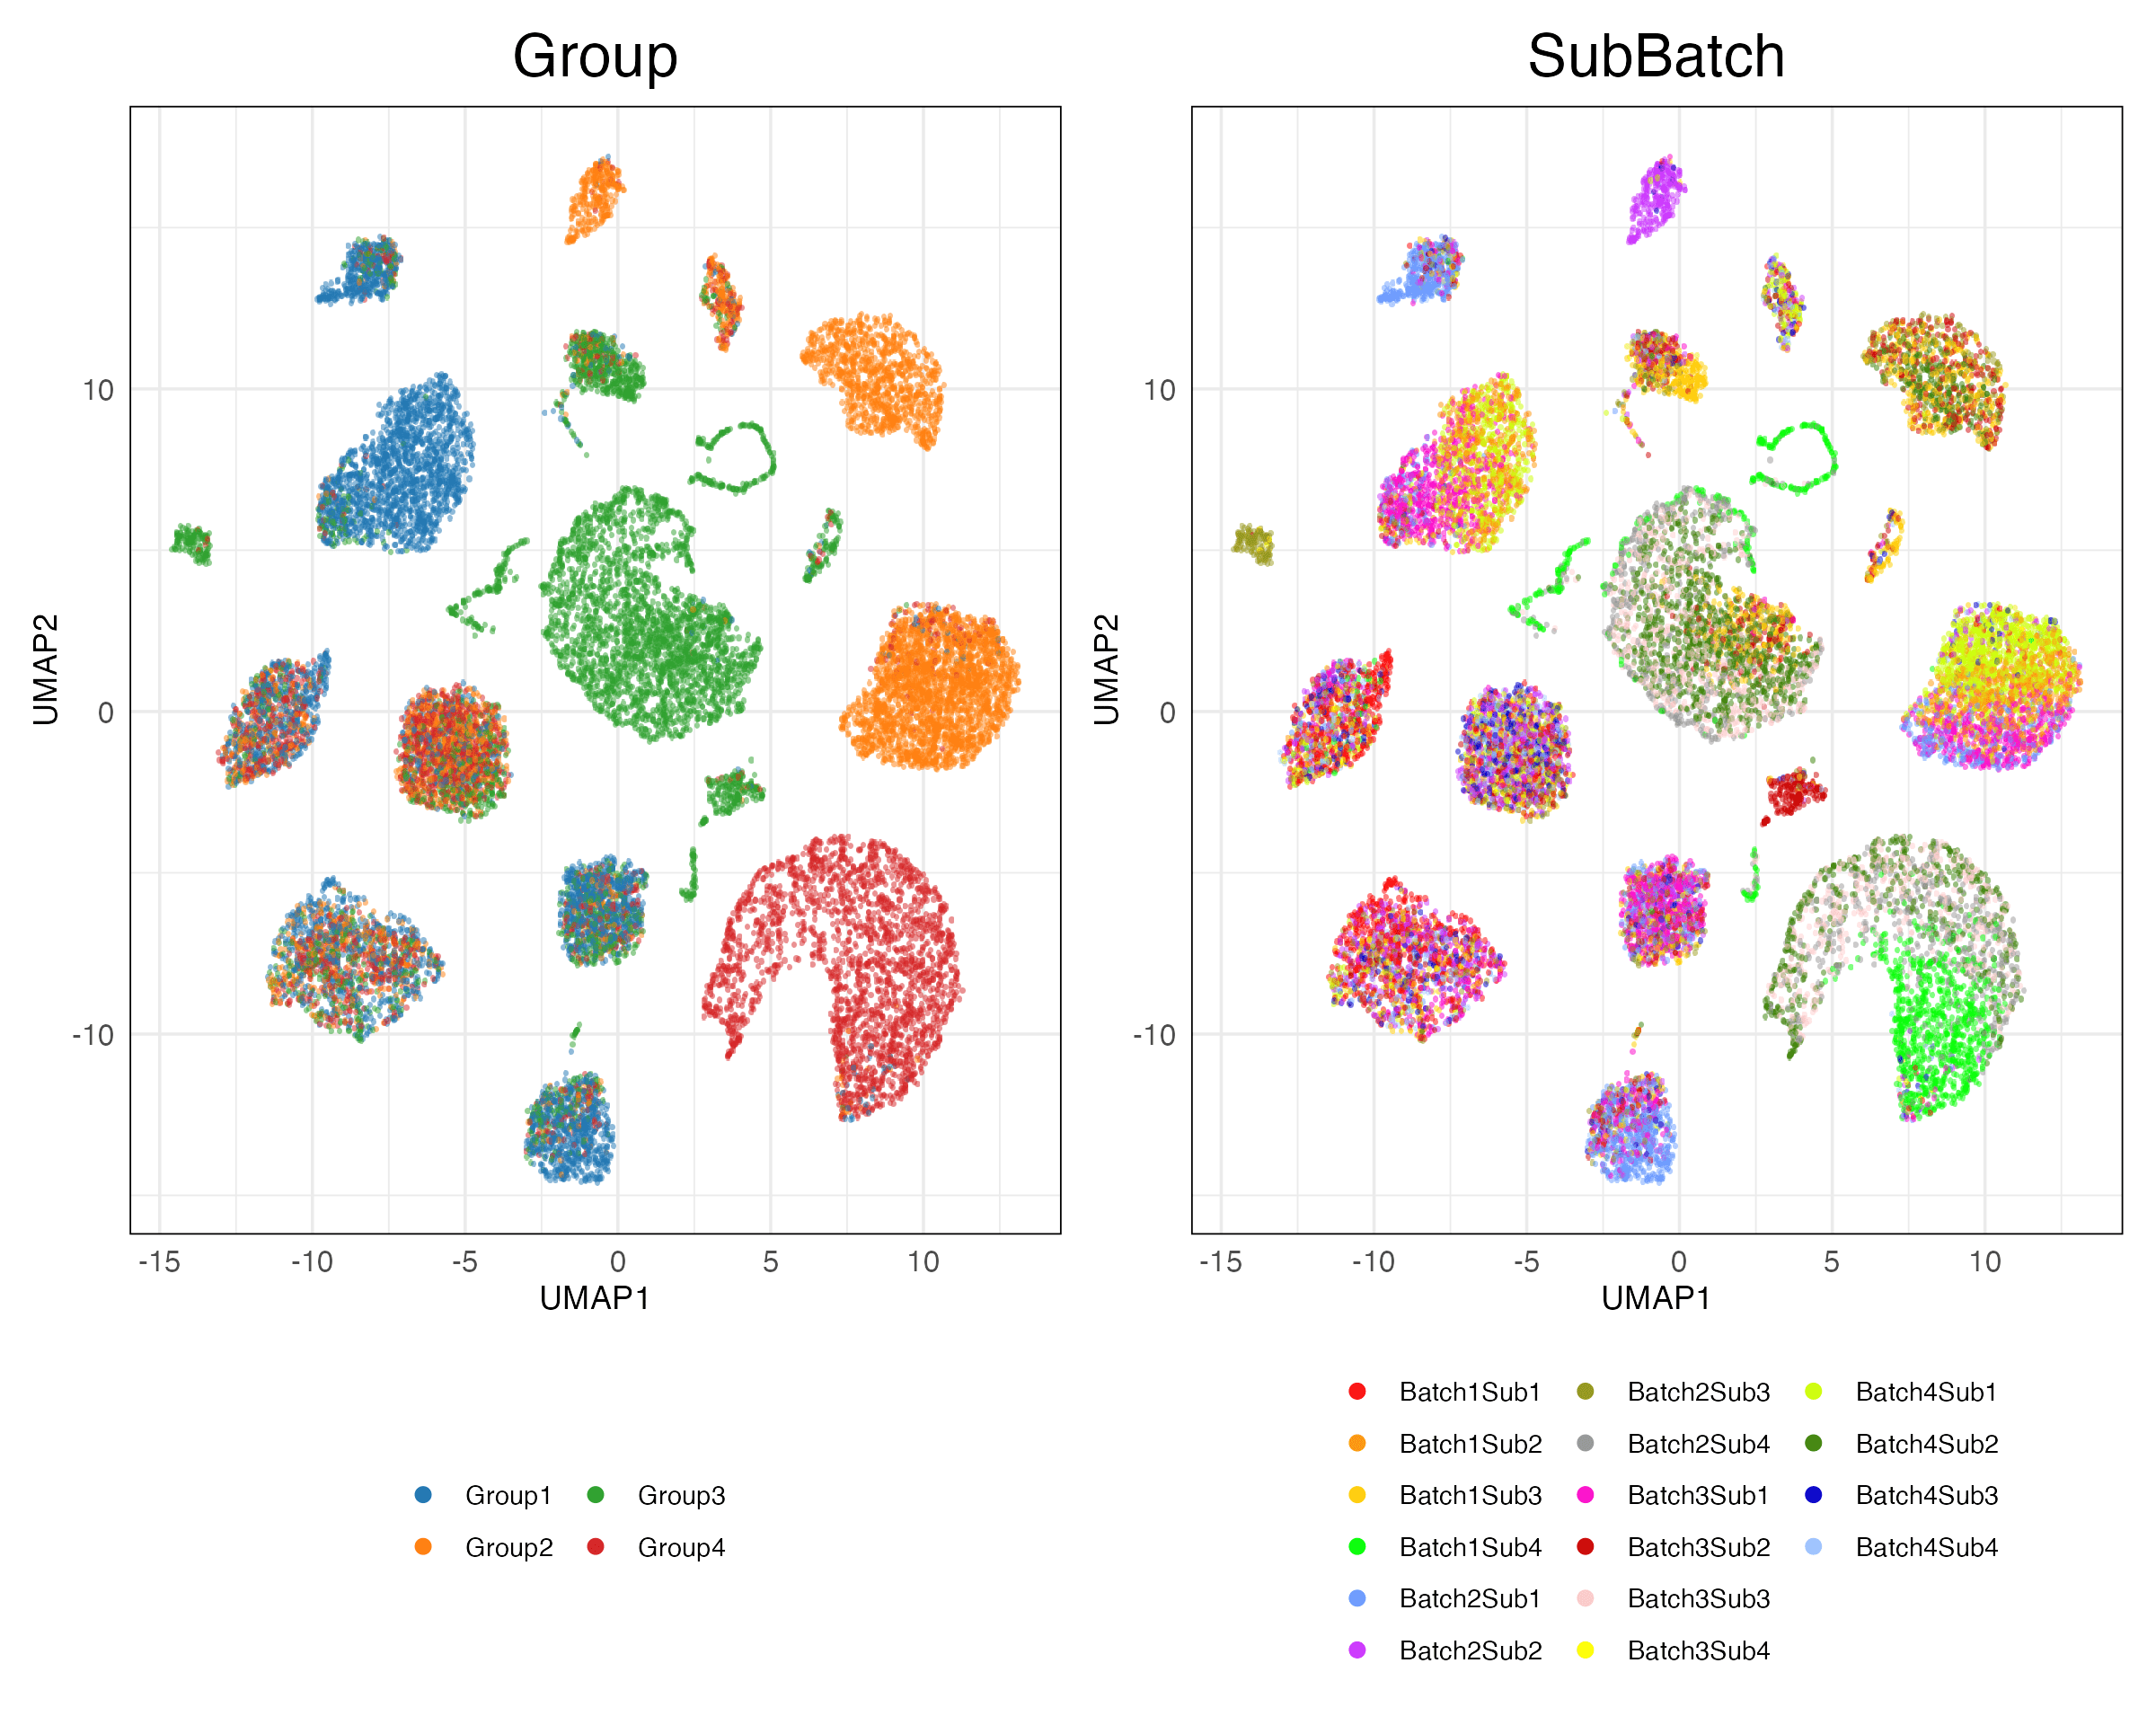 Group
SubBatch
10
0
-10
UMAP2
-15 -10 -5 0 5 10
UMAP1
10
0
-10
UMAP2
-15 -10 -5 0 5 10
UMAP1
Group1 Group3
Group2 Group4
Batch1Sub1 Batch2Sub3 Batch4Sub1
Batch1Sub2 Batch2Sub4 Batch4Sub2
Batch1Sub3 Batch3Sub1 Batch4Sub3
Batch1Sub4 Batch3Sub2 Batch4Sub4
Batch2Sub1 Batch3Sub3
Batch2Sub2 Batch3Sub4